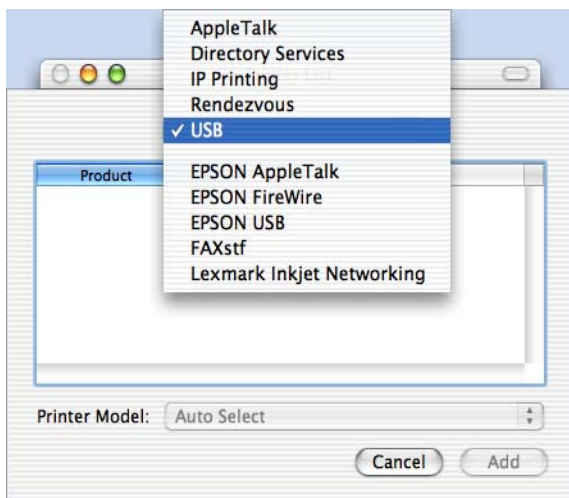 AppleTalk
Directory Services
IP Printing
Rendezvous
✓ USB
EPSON AppleTalk
EPSON FireWire
EPSON USB
FAXstf
Lexmark Inkjet Networking
Product
Printer Model: Auto Select
Cancel Add